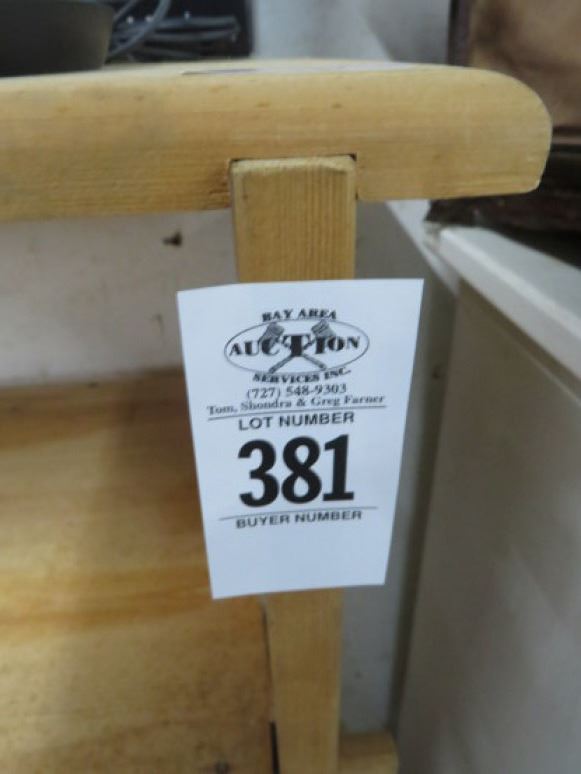 BAY AREA
AUCTION
SERVICES INC.
(727) 548-9303
Tom, Shondra & Greg Farner
LOT NUMBER
381
BUYER NUMBER